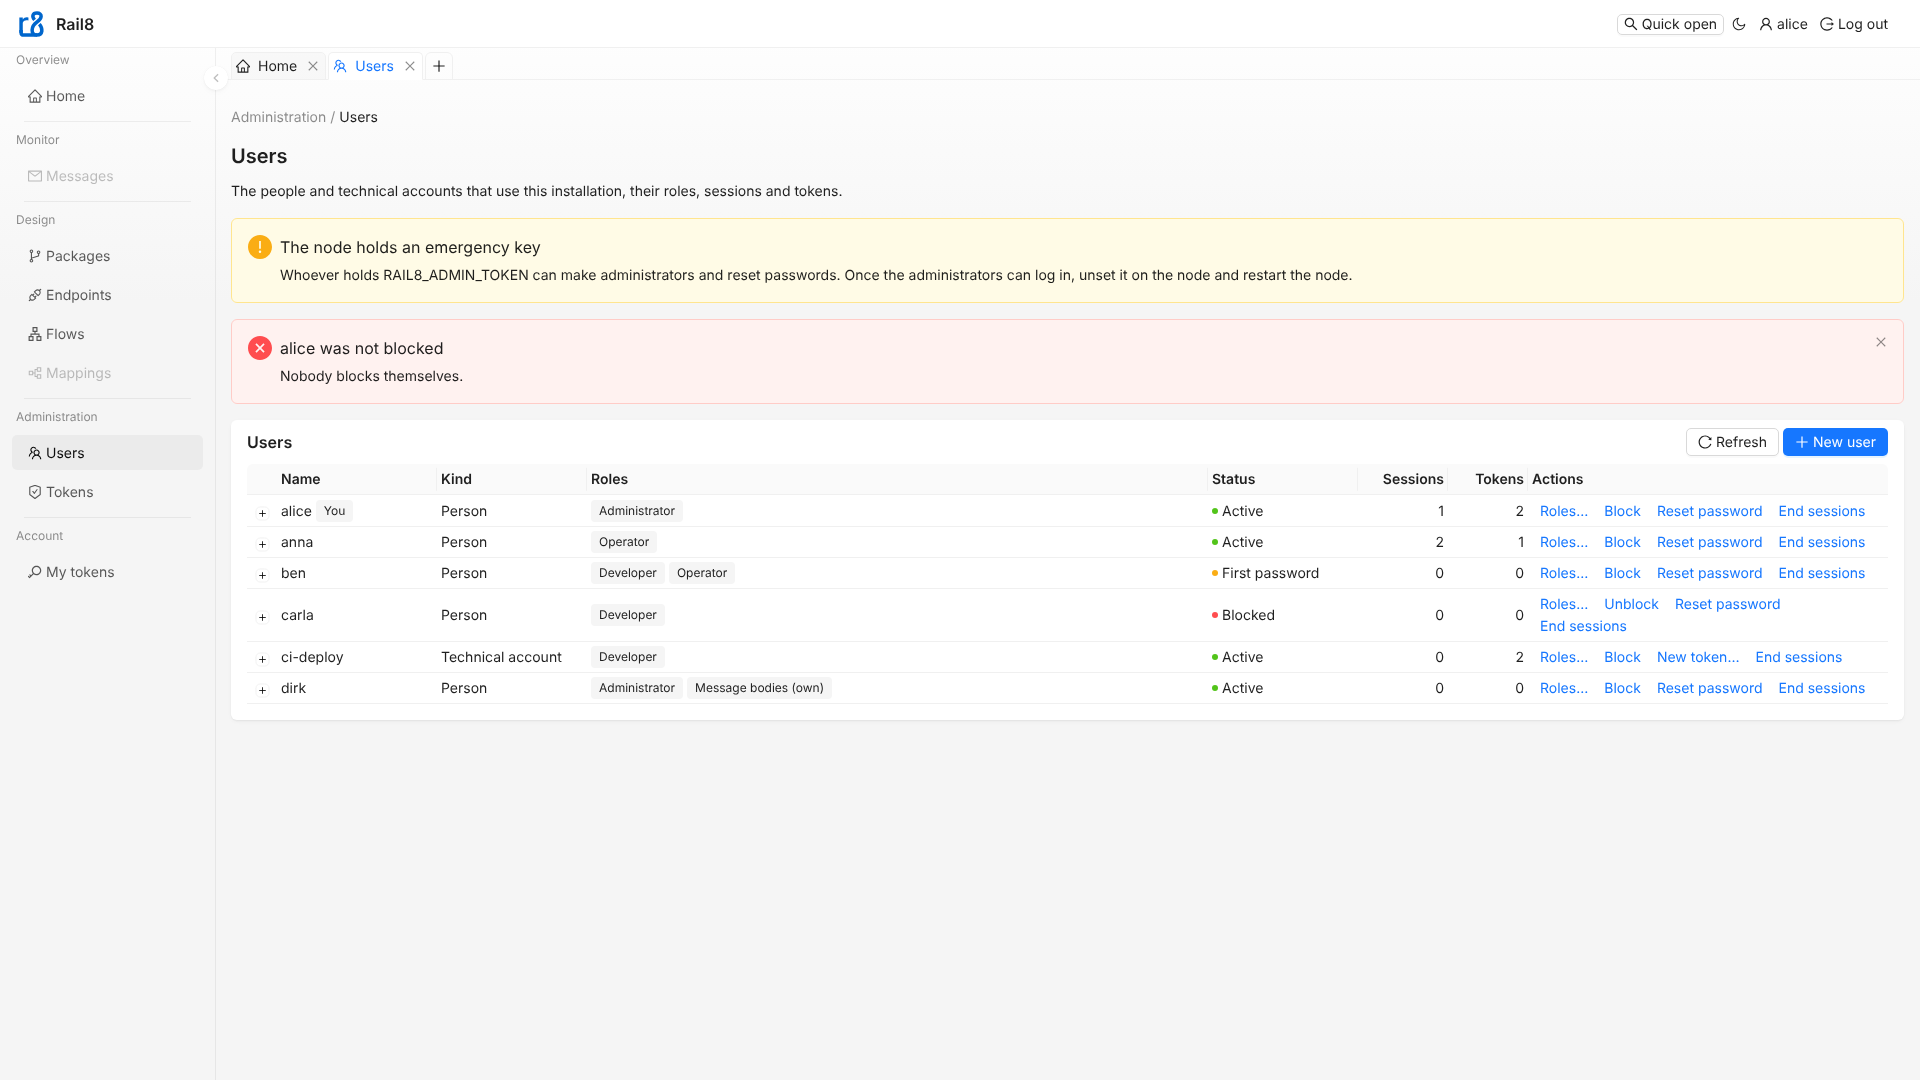 r8 Rail8
Quick open alice Log out
Overview
Home
Monitor
Messages
Design
Packages
Endpoints
Flows
Mappings
Administration
Users
Tokens
Account
My tokens
Home Users
Administration / Users
Users
The people and technical accounts that use this installation, their roles, sessions and tokens.
The node holds an emergency key
Whoever holds RAIL8_ADMIN_TOKEN can make administrators and reset passwords. Once the administrators can log in, unset it on the node and restart the node.
alice was not blocked
Nobody blocks themselves.
Users Refresh New user
Name Kind Roles Status Sessions Tokens Actions
alice You Person Administrator Active 1 2 Roles... Block Reset password End sessions
anna Person Operator Active 2 1 Roles... Block Reset password End sessions
ben Person Developer Operator First password 0 0 Roles... Block Reset password End sessions
carla Person Developer Blocked 0 0 Roles... Unblock Reset password
End sessions
ci-deploy Technical account Developer Active 0 2 Roles... Block New token... End sessions
dirk Person Administrator Message bodies (own) Active 0 0 Roles... Block Reset password End sessions